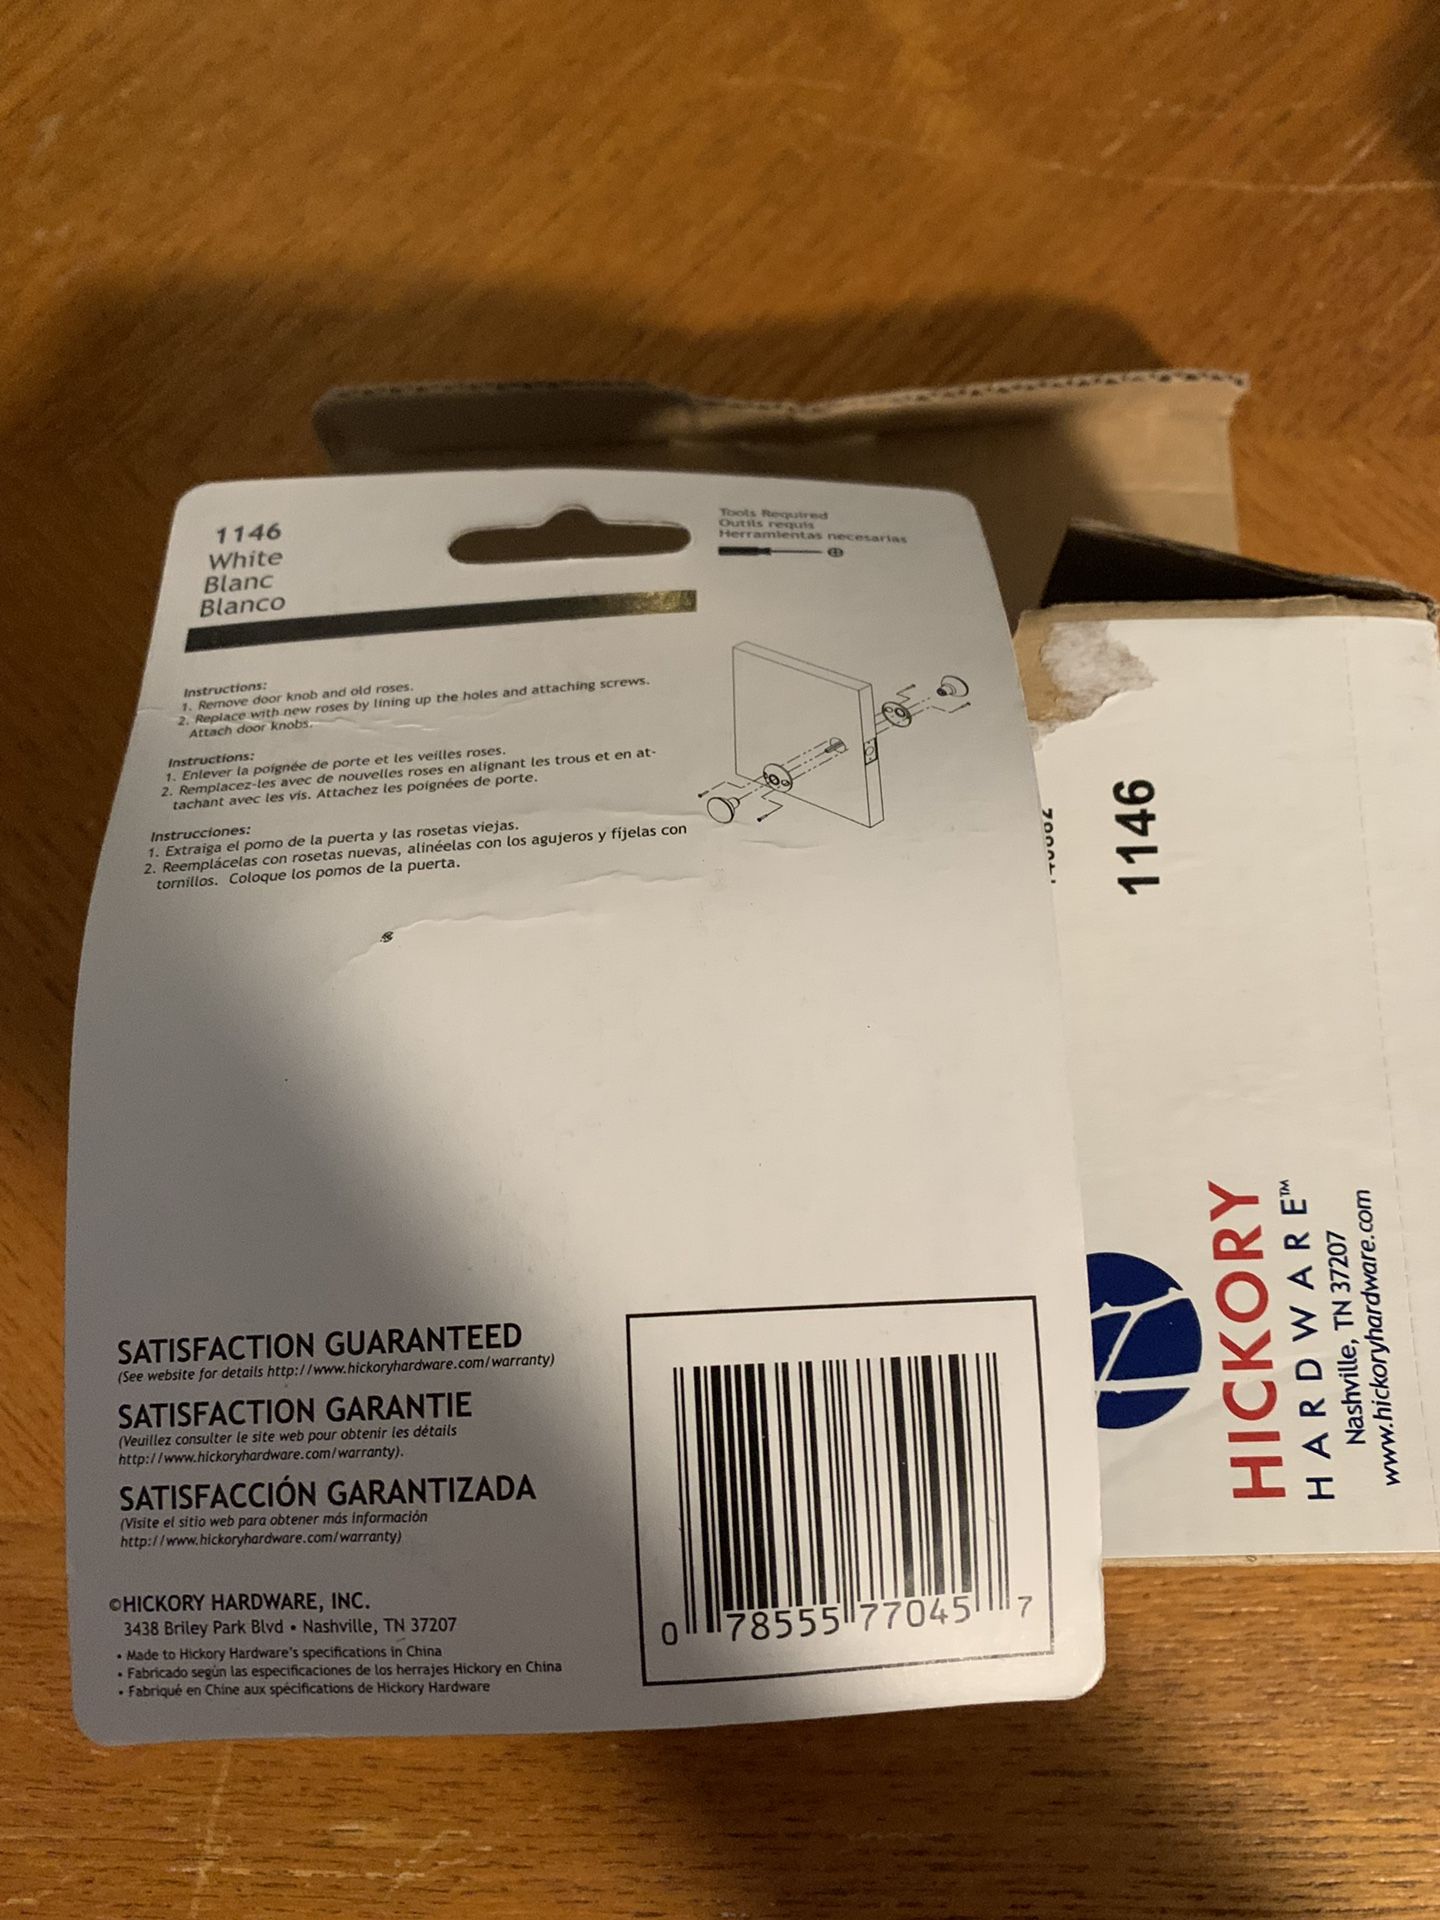 1146
White
Blanc
Blanco
Tools Required
Outils requis
Herramientas necesarias
Instructions:
1. Remove door knob and old roses.
2. Replace with new roses by lining up the holes and attaching screws.
Attach door knobs.
Instructions:
1. Enlever la poignée de porte et les veilles roses.
2. Remplacez-les avec de nouvelles roses en alignant les trous et en at-
tachant avec les vis. Attachez les poignées de porte.
Instrucciones:
1. Extraiga el pomo de la puerta y las rosetas viejas.
2. Reemplácelas con rosetas nuevas, alinéelas con los agujeros y fíjelas con
tornillos. Coloque los pomos de la puerta.
SATISFACTION GUARANTEED
(See website for details http://www.hickoryhardware.com/warranty)
SATISFACTION GARANTIE
(Veuillez consulter le site web pour obtenir les détails
http://www.hickoryhardware.com/warranty).
SATISFACCIÓN GARANTIZADA
(Visite el sitio web para obtener más información
http://www.hickoryhardware.com/warranty)
©HICKORY HARDWARE, INC.
3438 Briley Park Blvd • Nashville, TN 37207
• Made to Hickory Hardware's specifications in China
• Fabricado según las especificaciones de los herrajes Hickory en China
• Fabriqué en Chine aux spécifications de Hickory Hardware
0 78555 77045 7
1146
HICKORY
HARDWARE™
Nashville, TN 37207
www.hickoryhardware.com